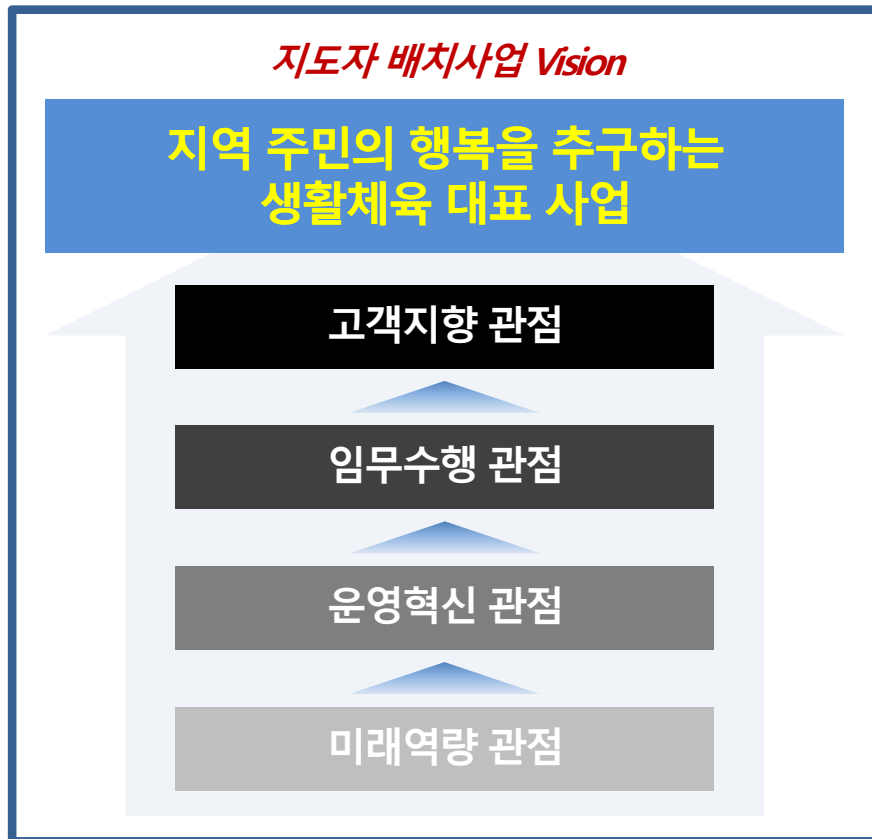 지도자 배치사업 Vision
지역 주민의 행복을 추구하는
생활체육 대표 사업
고객지향 관점
임무수행 관점
운영혁신 관점
미래역량 관점